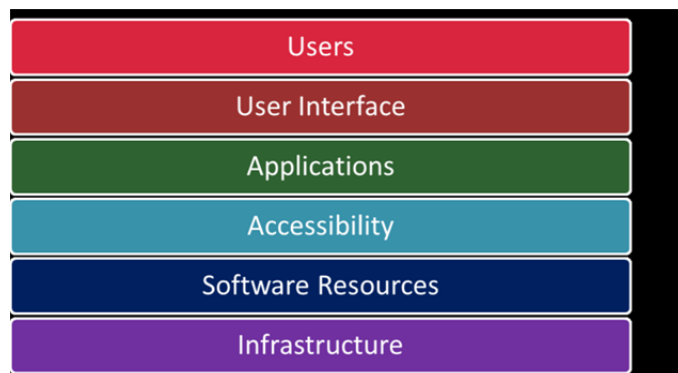 Users
User Interface
Applications
Accessibility
Software Resources
Infrastructure